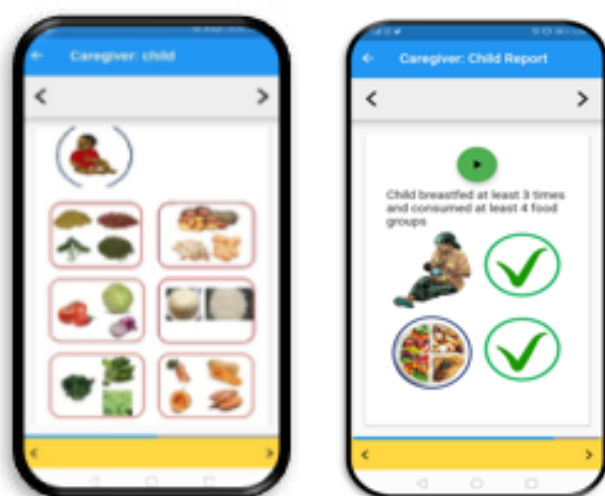 Caregiver: child
Caregiver: Child Report
Child breastfed at least 3 times
and consumed at least 4 food
groups